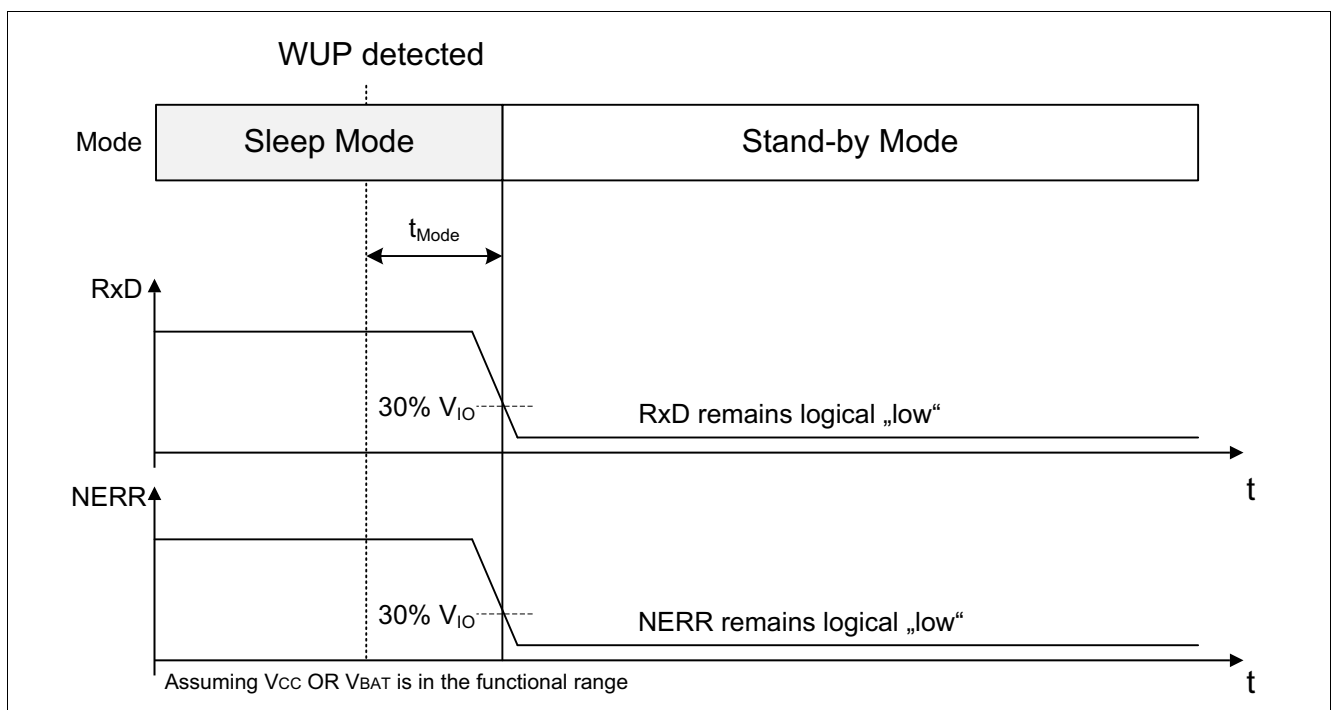 WUP detected
Mode
Sleep Mode
Stand-by Mode
tMode
RxD
30% VIO
RxD remains logical „low“
t
NERR
30% VIO
NERR remains logical „low“
t
Assuming VCC OR VBAT is in the functional range